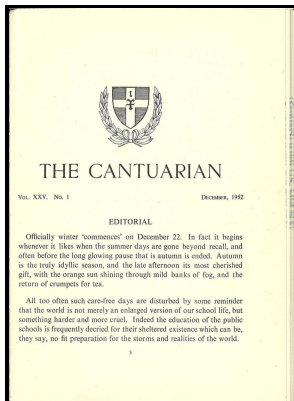 THE CANTUARIAN
VOL. XXV. No. 1 DECEMBER, 1952
EDITORIAL
Officially winter 'commences' on December 22. In fact it begins
whenever it likes when the summer days are gone beyond recall, and
often before the long glowing pause that is autumn is ended. Autumn
is the truly idyllic season, and the late afternoon its most cherished
gift, with the orange sun shining through mild banks of fog, and the
return of crumpets for tea.
All too often such care-free days are disturbed by some reminder
that the world is not merely an enlarged version of our school life, but
something harder and more cruel. Indeed the education of the public
schools is frequently decried for their sheltered existence which can be,
they say, no fit preparation for the storms and realities of the world.
3